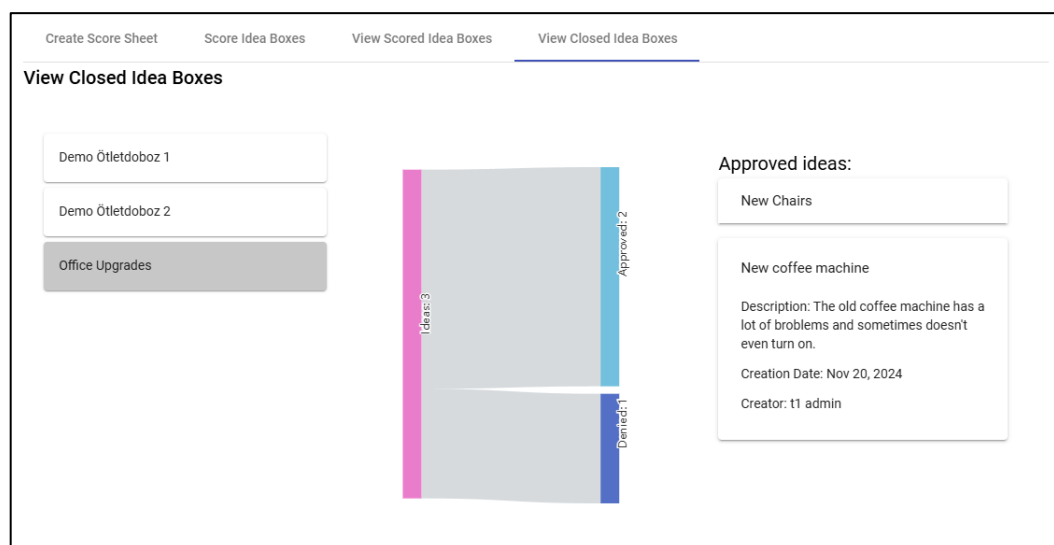 Create Score Sheet
Score Idea Boxes
View Scored Idea Boxes
View Closed Idea Boxes
View Closed Idea Boxes
Demo Ötletdoboz 1
Demo Ötletdoboz 2
Office Upgrades
Ideas: 3
Approved: 2
Denied: 1
Approved ideas:
New Chairs
New coffee machine
Description: The old coffee machine has a
lot of broblems and sometimes doesn't
even turn on.
Creation Date: Nov 20, 2024
Creator: t1 admin